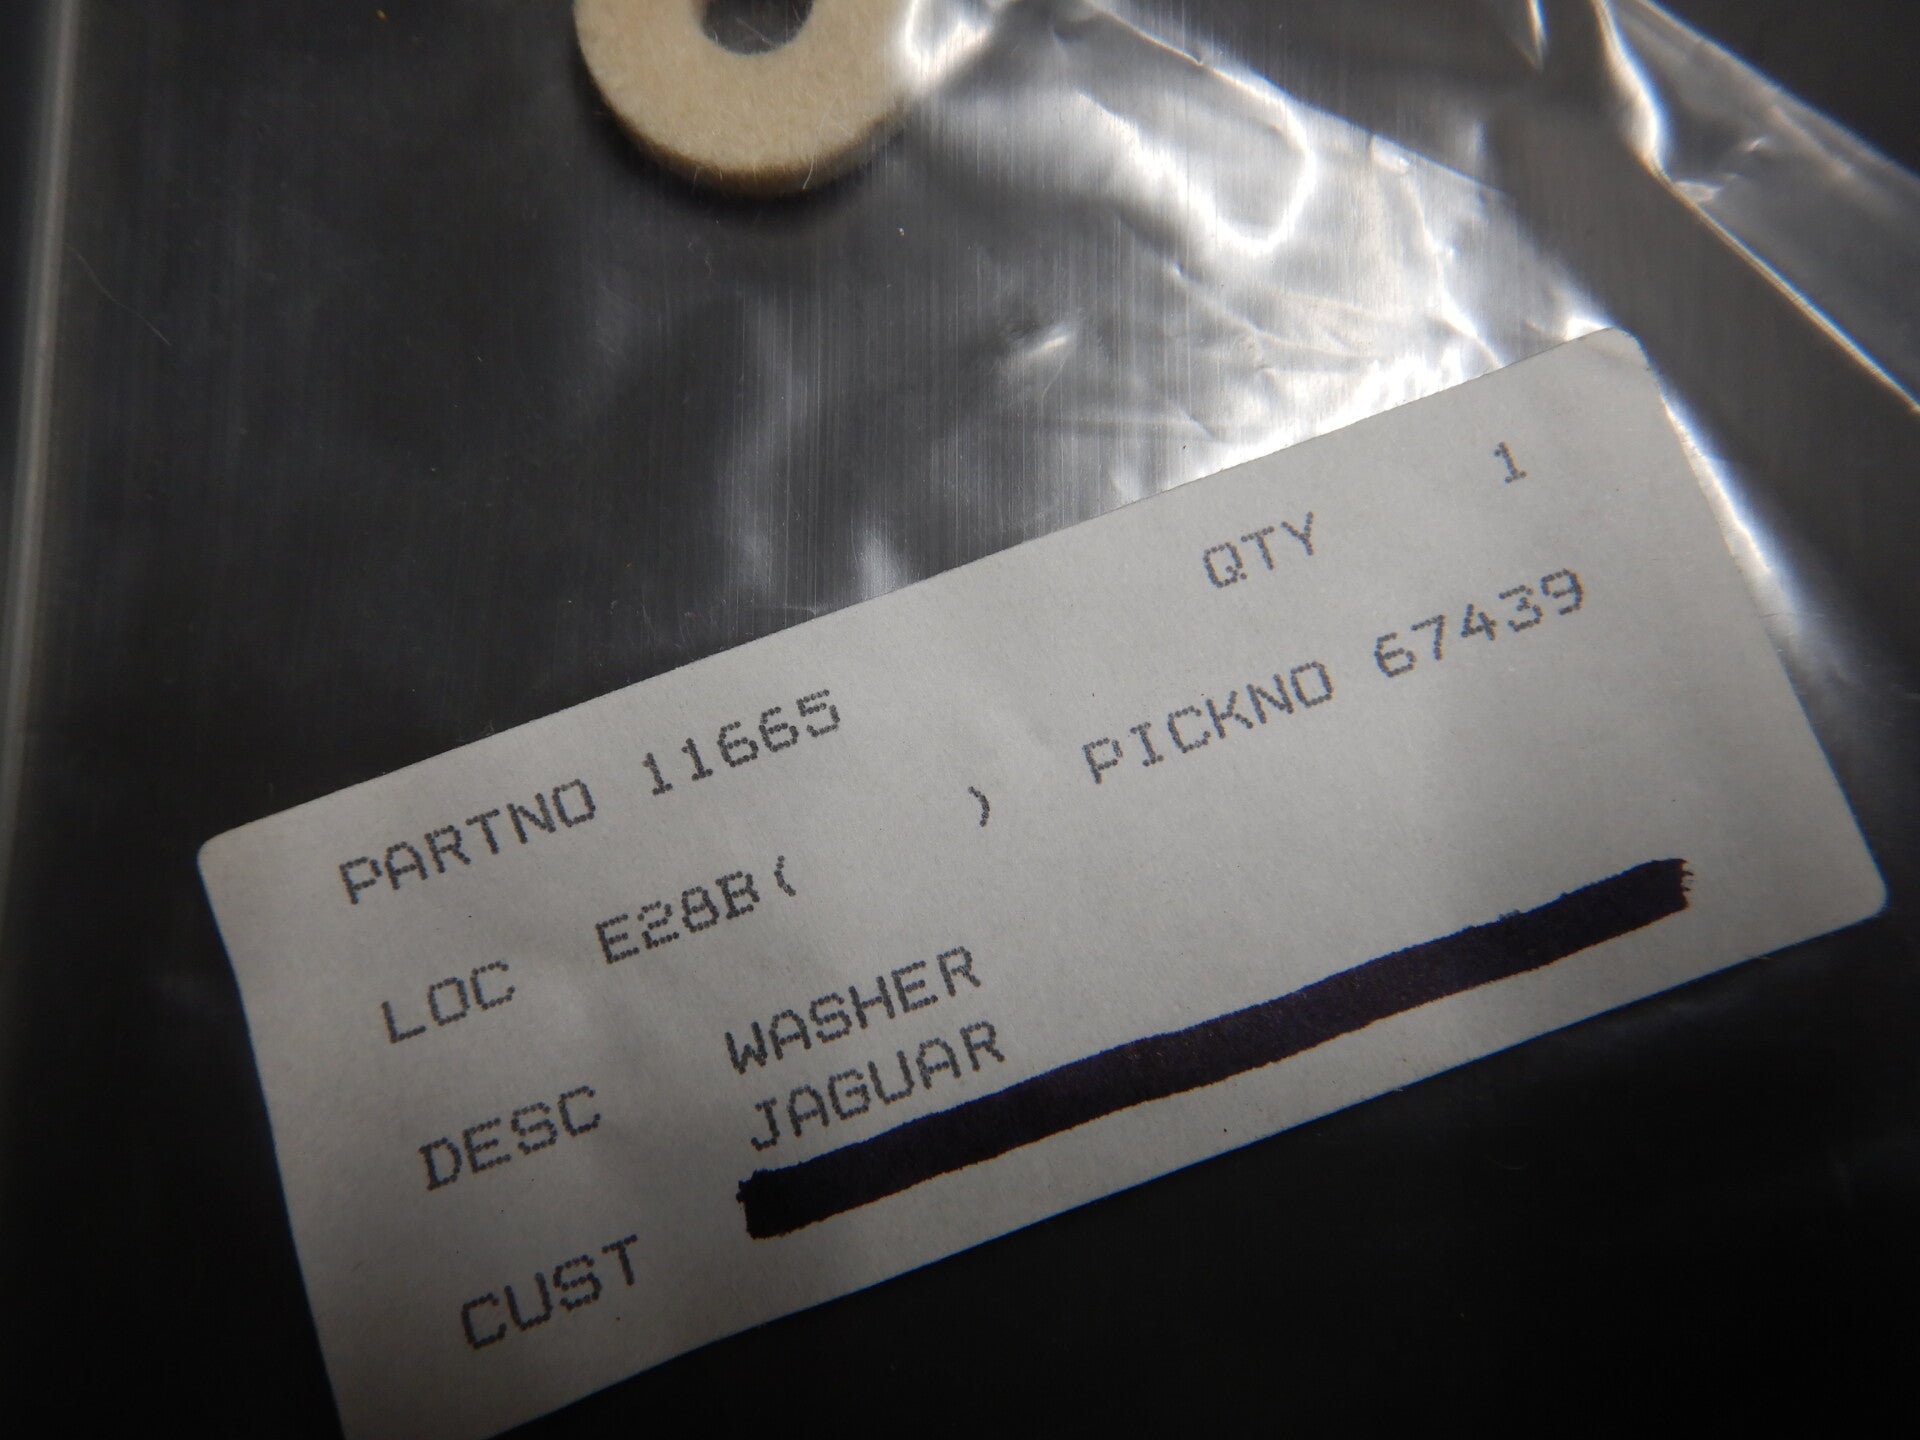 PARTNO 11665 QTY 1
LOC E28B( ) PICKNO 67439
DESC WASHER
JAGUAR
CUST